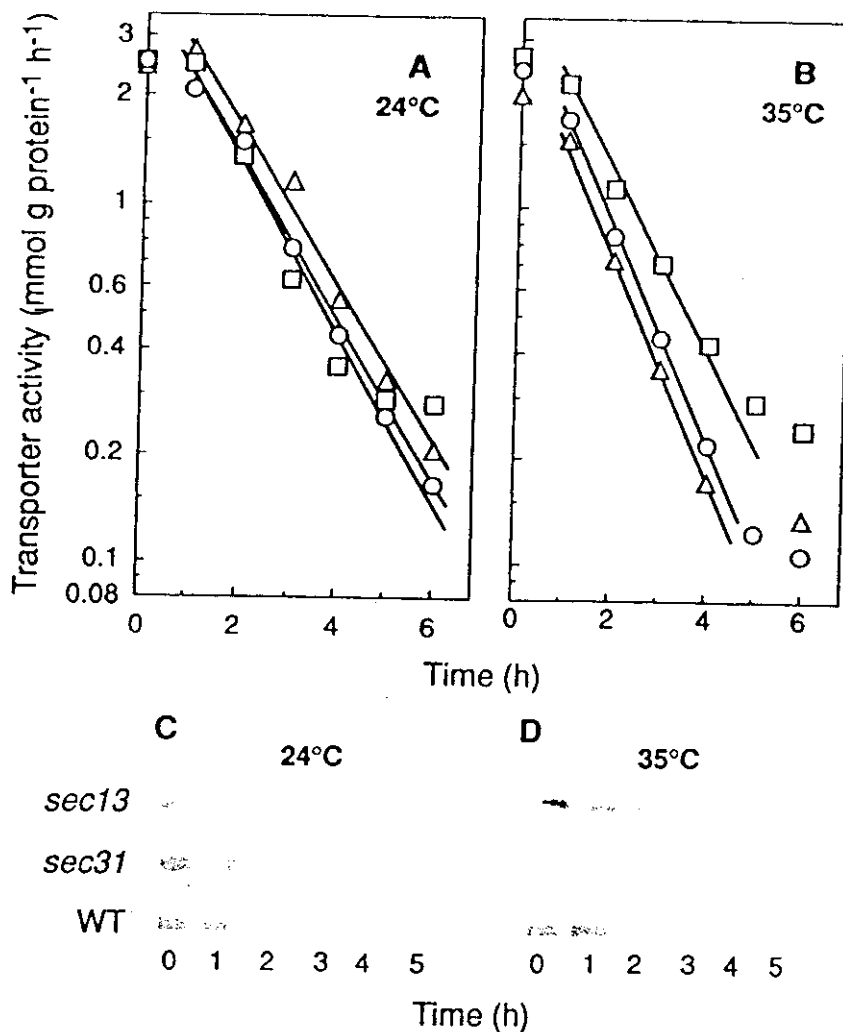 Transporter activity (mmol g protein⁻¹ h⁻¹)
3
2
1
0.6
0.4
0.2
0.1
0.08
A
24°C
0 2 4 6
B
35°C
0 2 4 6
Time (h)
C
24°C
D
35°C
sec13
sec31
WT
0 1 2 3 4 5
0 1 2 3 4 5
Time (h)